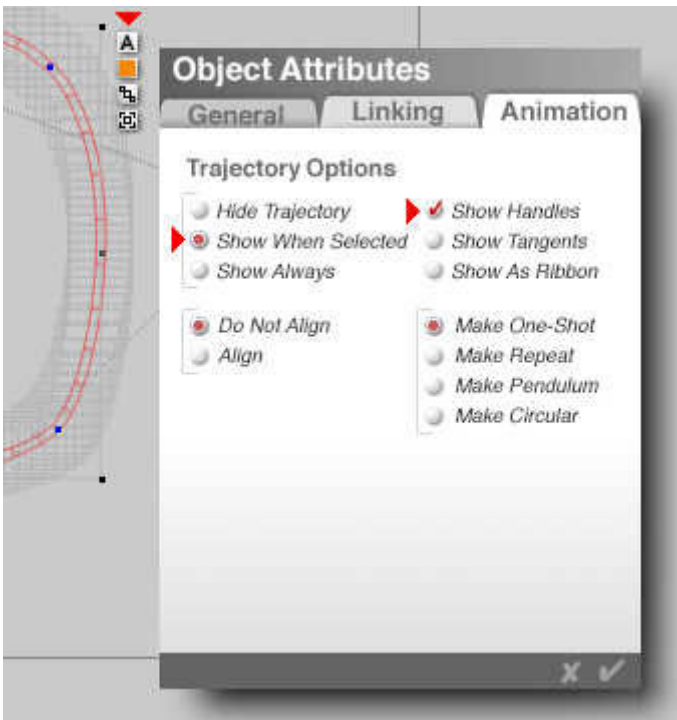 A
Object Attributes
General Linking Animation
Trajectory Options
Hide Trajectory
Show When Selected
Show Always
Show Handles
Show Tangents
Show As Ribbon
Do Not Align
Align
Make One-Shot
Make Repeat
Make Pendulum
Make Circular